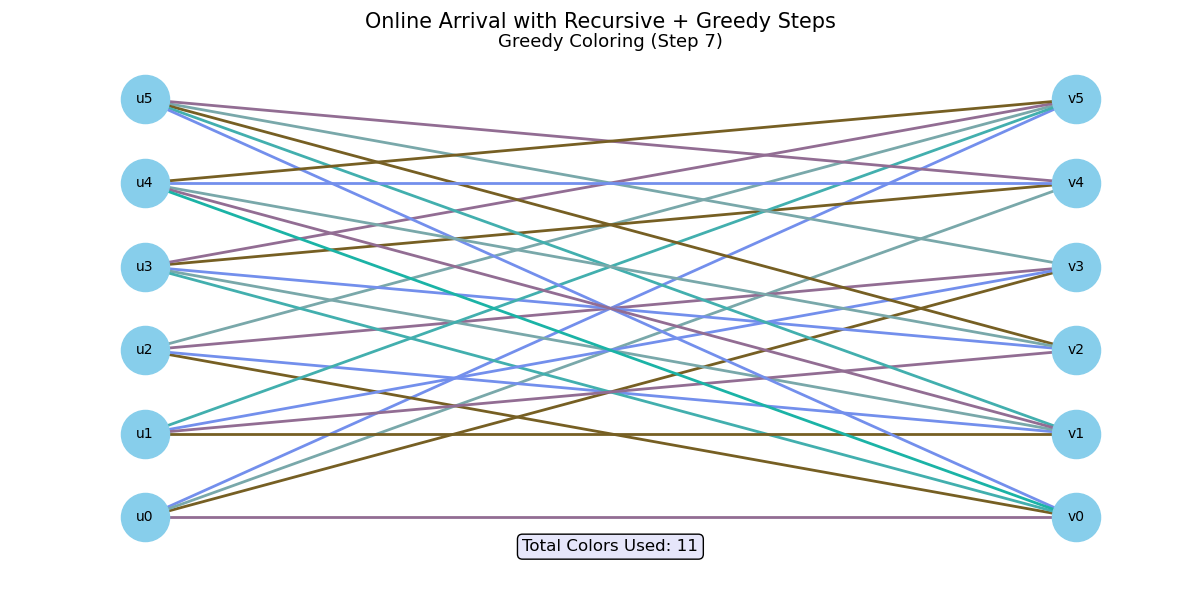 Online Arrival with Recursive + Greedy Steps
Greedy Coloring (Step 7)
u5
v5
u4
v4
u3
v3
u2
v2
u1
v1
u0
v0
Total Colors Used: 11